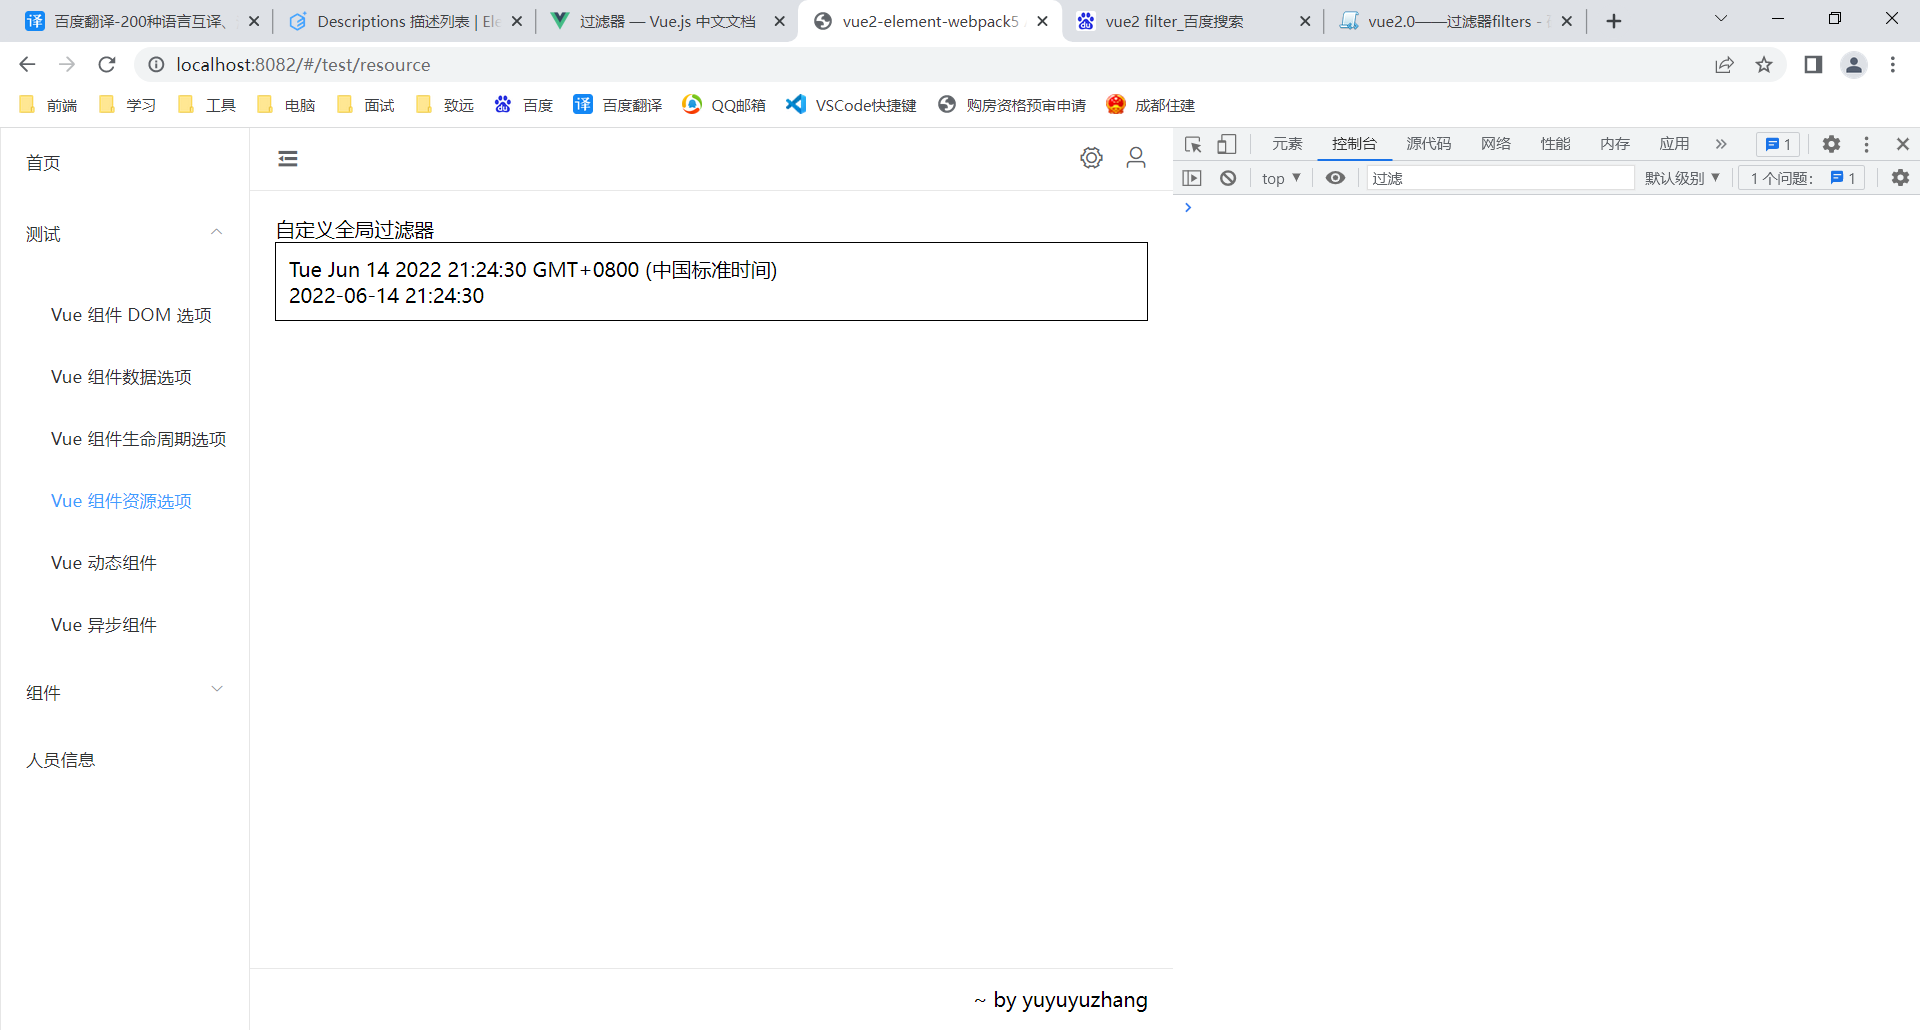 译 百度翻译-200种语言互译、
Descriptions 描述列表 | Ele
过滤器 — Vue.js 中文文档
vue2-element-webpack5
vue2 filter_百度搜索
vue2.0——过滤器filters -
localhost:8082/#/test/resource
前端 学习 工具 电脑 面试 致远 百度 译 百度翻译 QQ邮箱 VSCode快捷键 购房资格预审申请 成都住建
首页
测试
Vue 组件 DOM 选项
Vue 组件数据选项
Vue 组件生命周期选项
Vue 组件资源选项
Vue 动态组件
Vue 异步组件
组件
人员信息
自定义全局过滤器
Tue Jun 14 2022 21:24:30 GMT+0800 (中国标准时间)
2022-06-14 21:24:30
~ by yuyuyuzhang
元素 控制台 源代码 网络 性能 内存 应用 » 1
top ▼ 过滤 默认级别 ▼ 1 个问题: 1